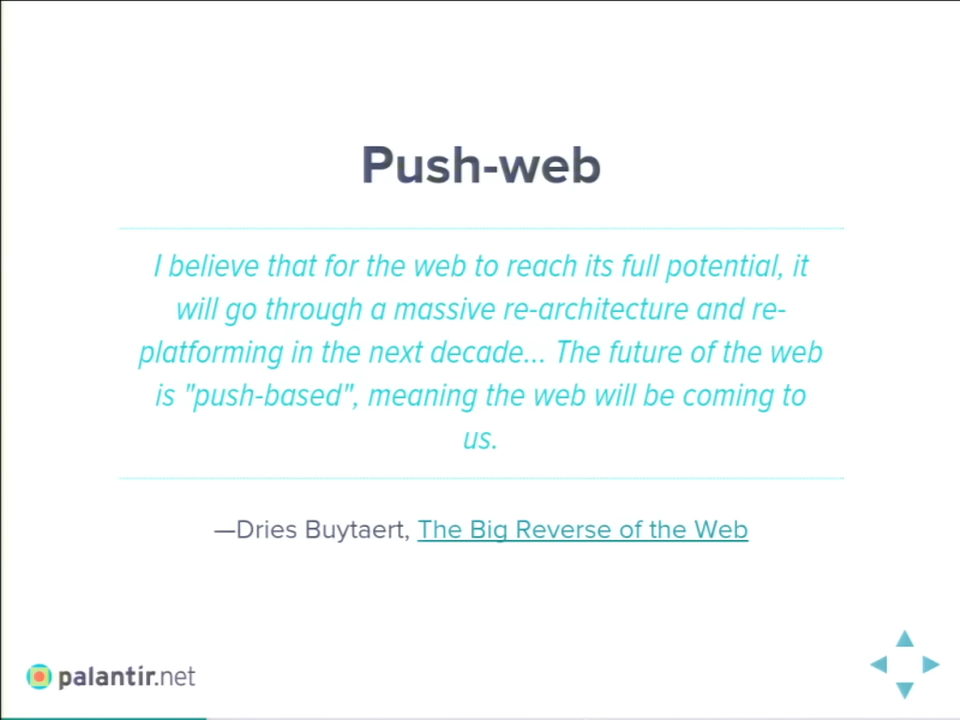 Push-web
I believe that for the web to reach its full potential, it
will go through a massive re-architecture and re-
platforming in the next decade... The future of the web
is "push-based", meaning the web will be coming to
us.
—Dries Buytaert, The Big Reverse of the Web
palantir.net